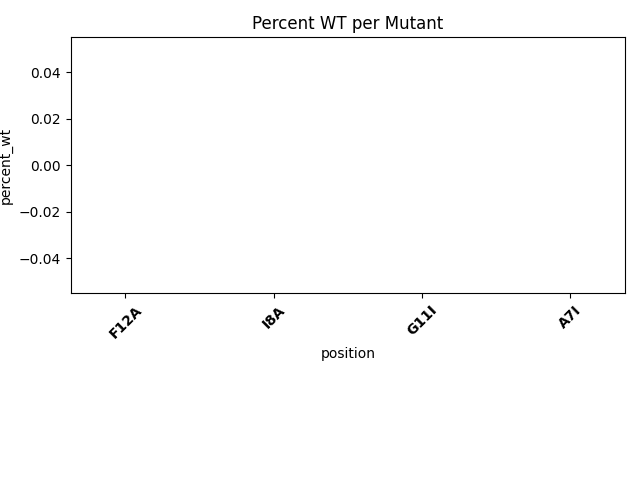 Percent WT per Mutant
0.04
0.02
0.00
−0.02
−0.04
percent_wt
F12A
I8A
G11I
A7I
position